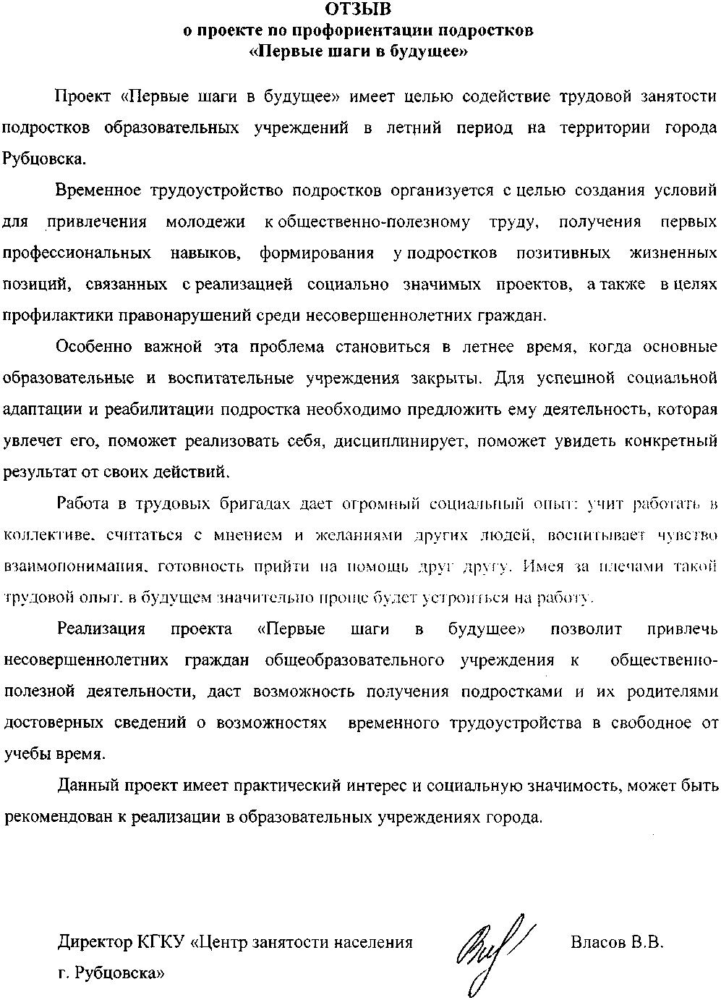 ОТЗЫВ
о проекте по профориентации подростков
«Первые шаги в будущее»
Проект «Первые шаги в будущее» имеет целью содействие трудовой занятости
подростков образовательных учреждений в летний период на территории города
Рубцовска.
Временное трудоустройство подростков организуется с целью создания условий
для привлечения молодежи к общественно-полезному труду, получения первых
профессиональных навыков, формирования у подростков позитивных жизненных
позиций, связанных с реализацией социально значимых проектов, а также в целях
профилактики правонарушений среди несовершеннолетних граждан.
Особенно важной эта проблема становиться в летнее время, когда основные
образовательные и воспитательные учреждения закрыты. Для успешной социальной
адаптации и реабилитации подростка необходимо предложить ему деятельность, которая
увлечет его, поможет реализовать себя, дисциплинирует, поможет увидеть конкретный
результат от своих действий.
Работа в трудовых бригадах дает огромный социальный опыт: учит работать в
коллективе, считаться с мнением и желаниями других людей, воспитывает чувство
взаимопонимания, готовность прийти на помощь друг другу. Имея за плечами такой
трудовой опыт, в будущем значительно проще будет устроиться на работу.
Реализация проекта «Первые шаги в будущее» позволит привлечь
несовершеннолетних граждан общеобразовательного учреждения к общественно-
полезной деятельности, даст возможность получения подростками и их родителями
достоверных сведений о возможностях временного трудоустройства в свободное от
учебы время.
Данный проект имеет практический интерес и социальную значимость, может быть
рекомендован к реализации в образовательных учреждениях города.
Директор КГКУ «Центр занятости населения Власов В.В.
г. Рубцовска»